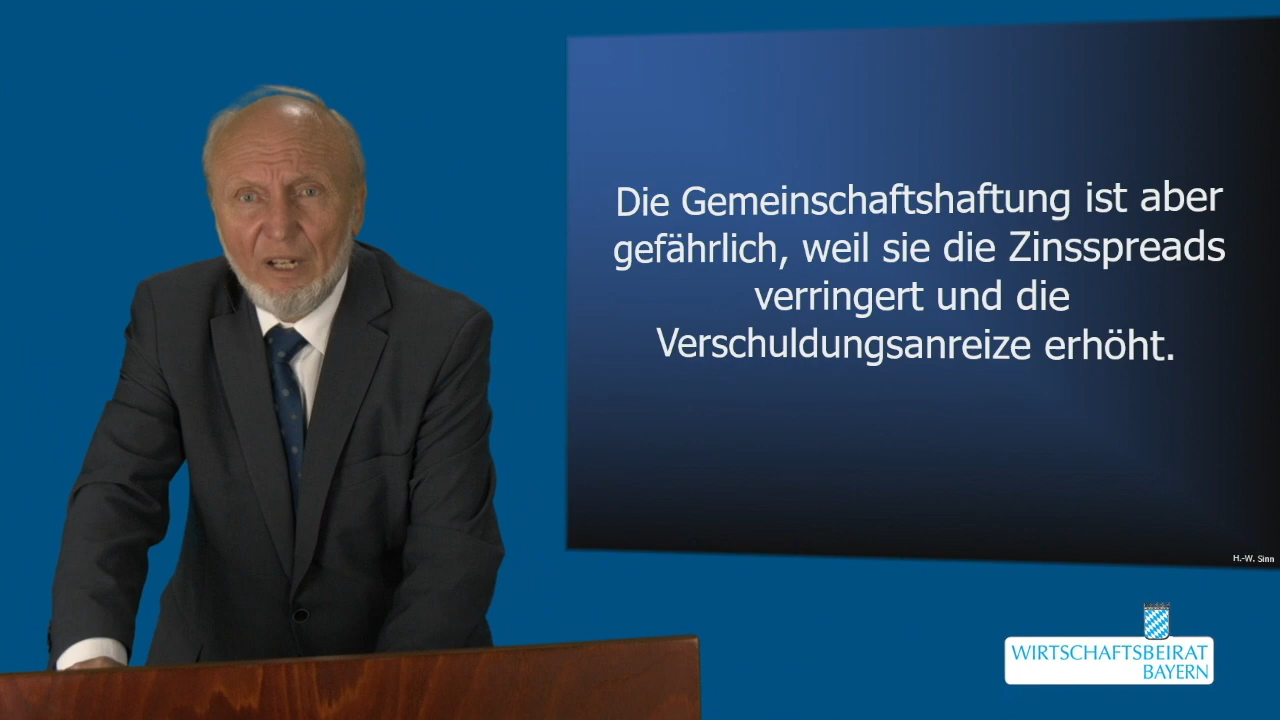 Die Gemeinschaftshaftung ist aber
gefährlich, weil sie die Zinsspreads
verringert und die
Verschuldungsanreize erhöht.
H.-W. Sinn
WIRTSCHAFTSBEIRAT
BAYERN